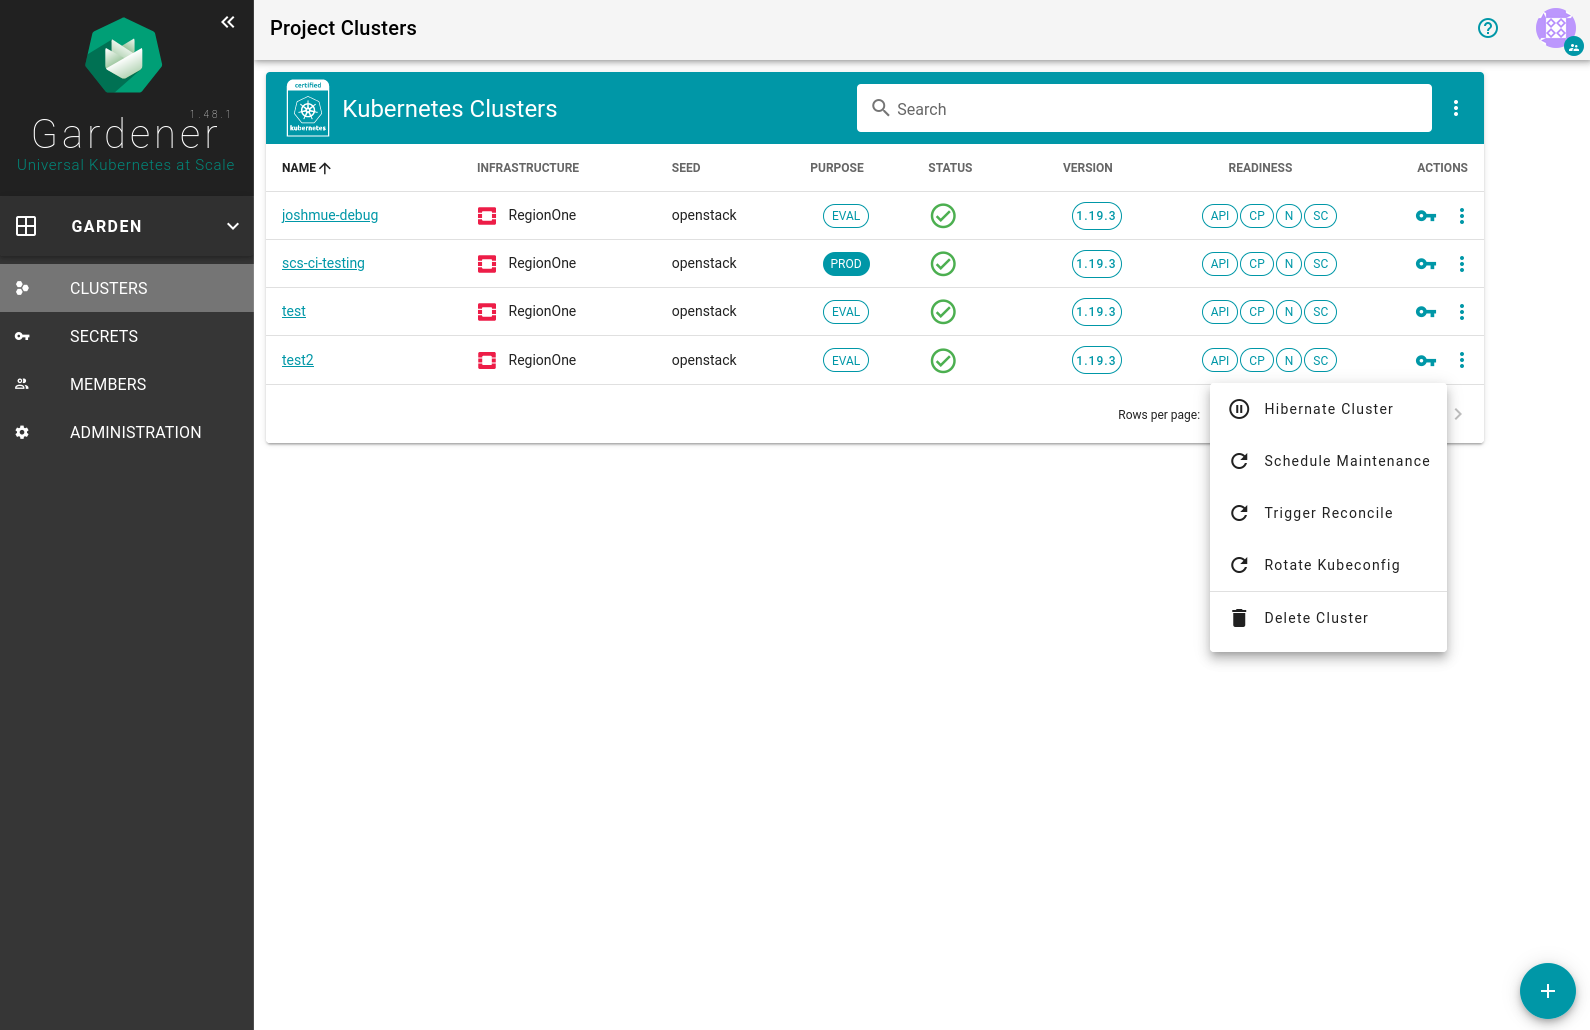 1.48.1
Gardener
Universal Kubernetes at Scale
GARDEN
CLUSTERS
SECRETS
MEMBERS
ADMINISTRATION
Project Clusters
certified
kubernetes
Kubernetes Clusters
Search
NAME INFRASTRUCTURE SEED PURPOSE STATUS VERSION READINESS ACTIONS
joshmue-debug RegionOne openstack EVAL 1.19.3 API CP N SC
scs-ci-testing RegionOne openstack PROD 1.19.3 API CP N SC
test RegionOne openstack EVAL 1.19.3 API CP N SC
test2 RegionOne openstack EVAL 1.19.3 API CP N SC
Rows per page:
Hibernate Cluster
Schedule Maintenance
Trigger Reconcile
Rotate Kubeconfig
Delete Cluster